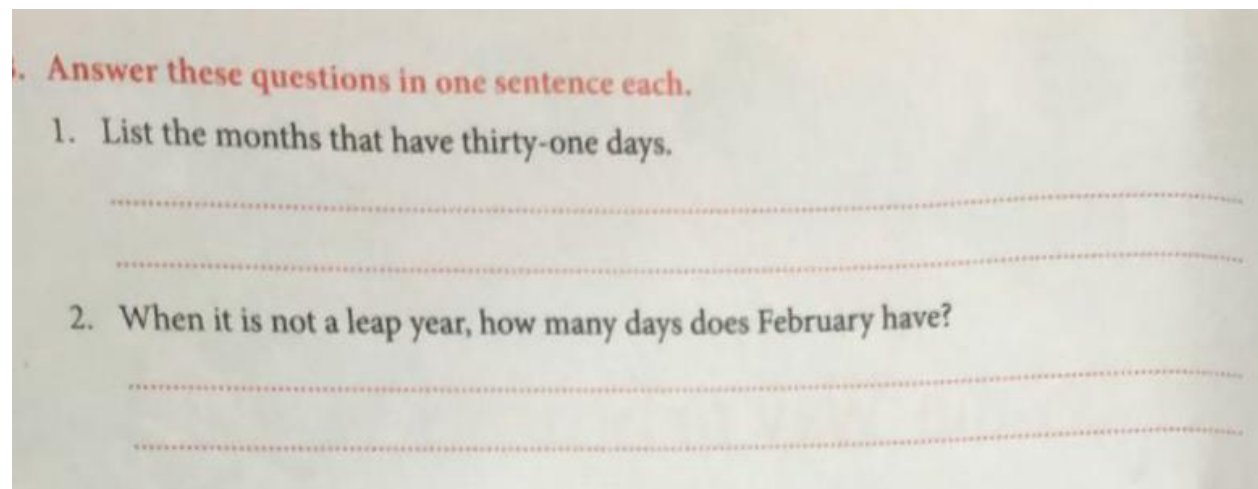 . Answer these questions in one sentence each.
1. List the months that have thirty-one days.
2. When it is not a leap year, how many days does February have?